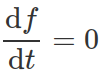 df/dt = 0